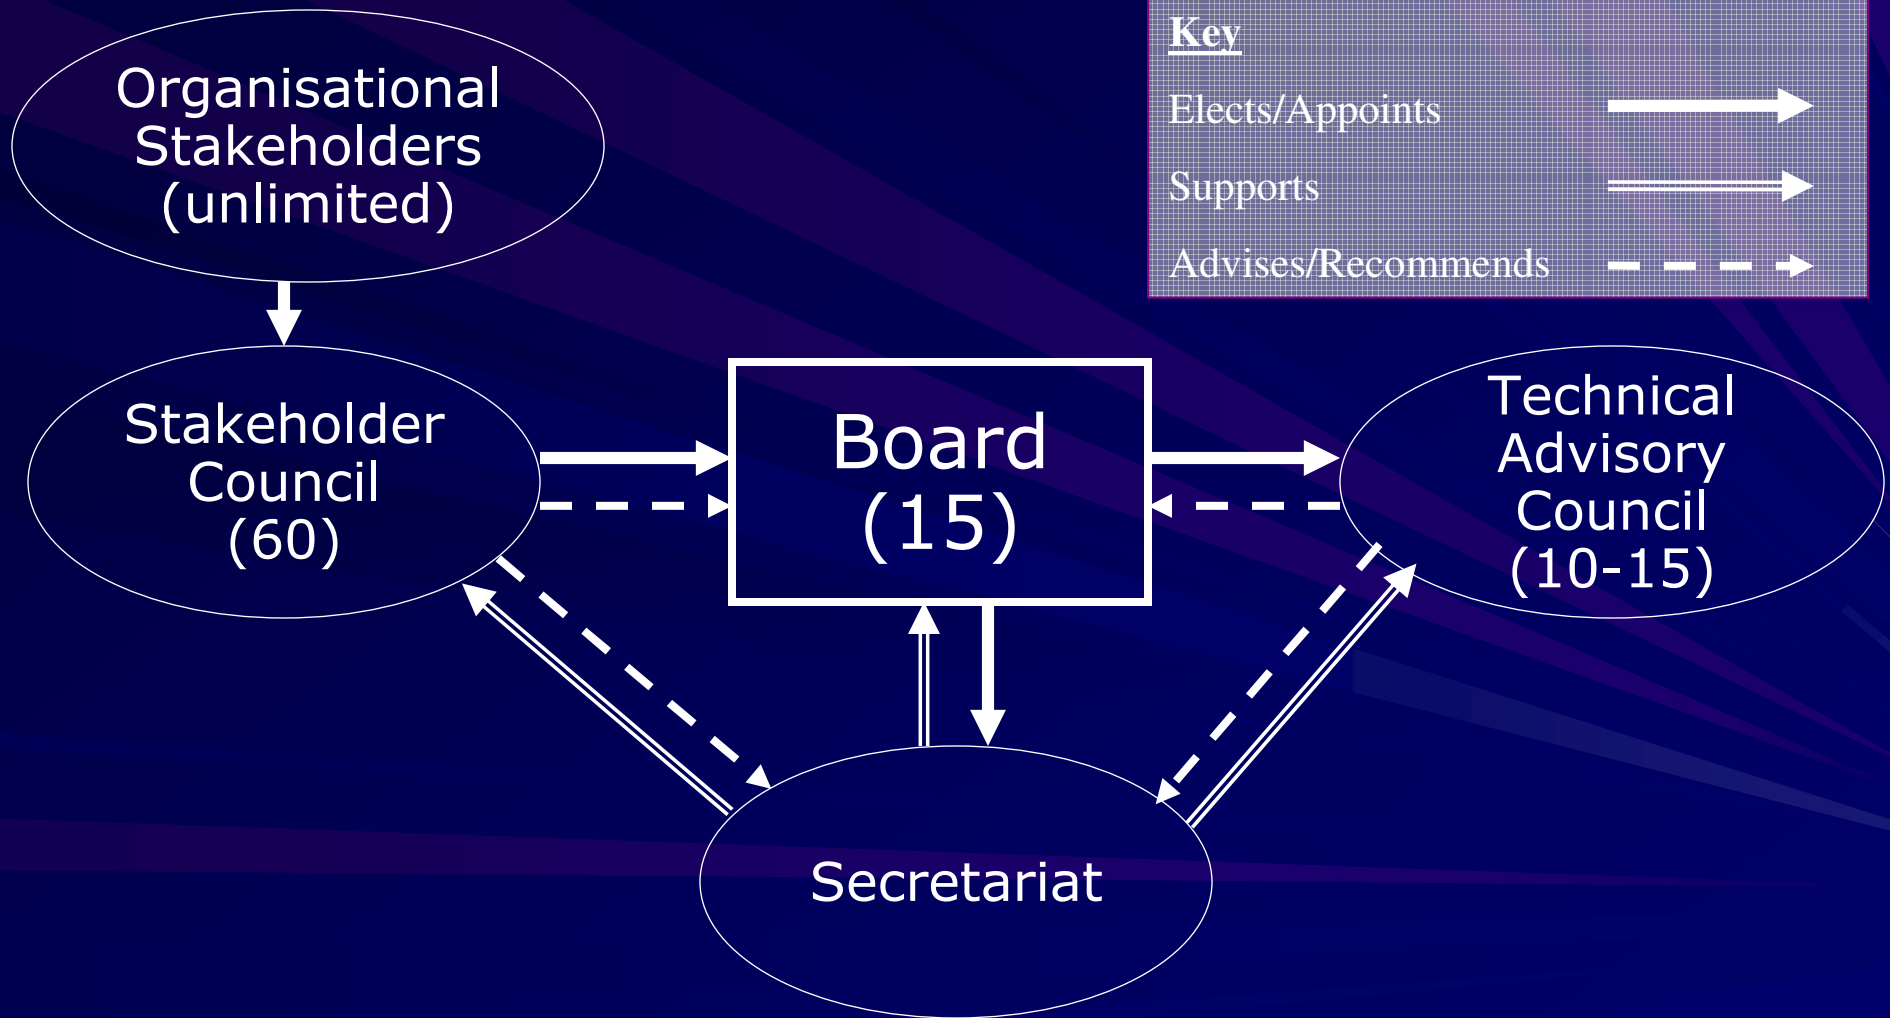 Organisational
Stakeholders
(unlimited)
Key
Elects/Appoints
Supports
Advises/Recommends
Stakeholder
Council
(60)
Board
(15)
Technical
Advisory
Council
(10-15)
Secretariat